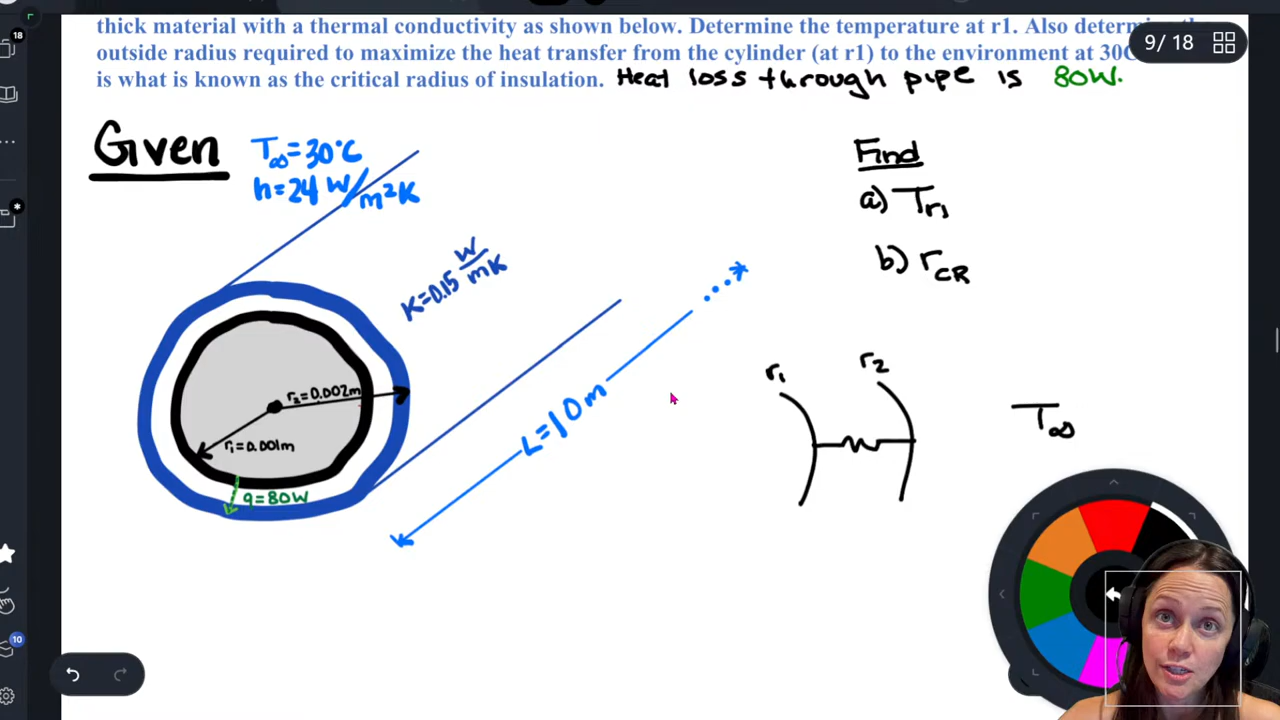 thick material with a thermal conductivity as shown below. Determine the temperature at r1. Also
outside radius required to maximize the heat transfer from the cylinder (at r1) to the environment at 30C
is what is known as the critical radius of insulation. Heat loss through pipe is 80W.
9/ 18
18
10
Given
T∞=30°C
h=24 W/m²K
K=0.15 W/mK
r2=0.002m
r1=0.001m
q=80W
L=10m
Find
a) Tr1
b) rCR
r1
r2
T∞